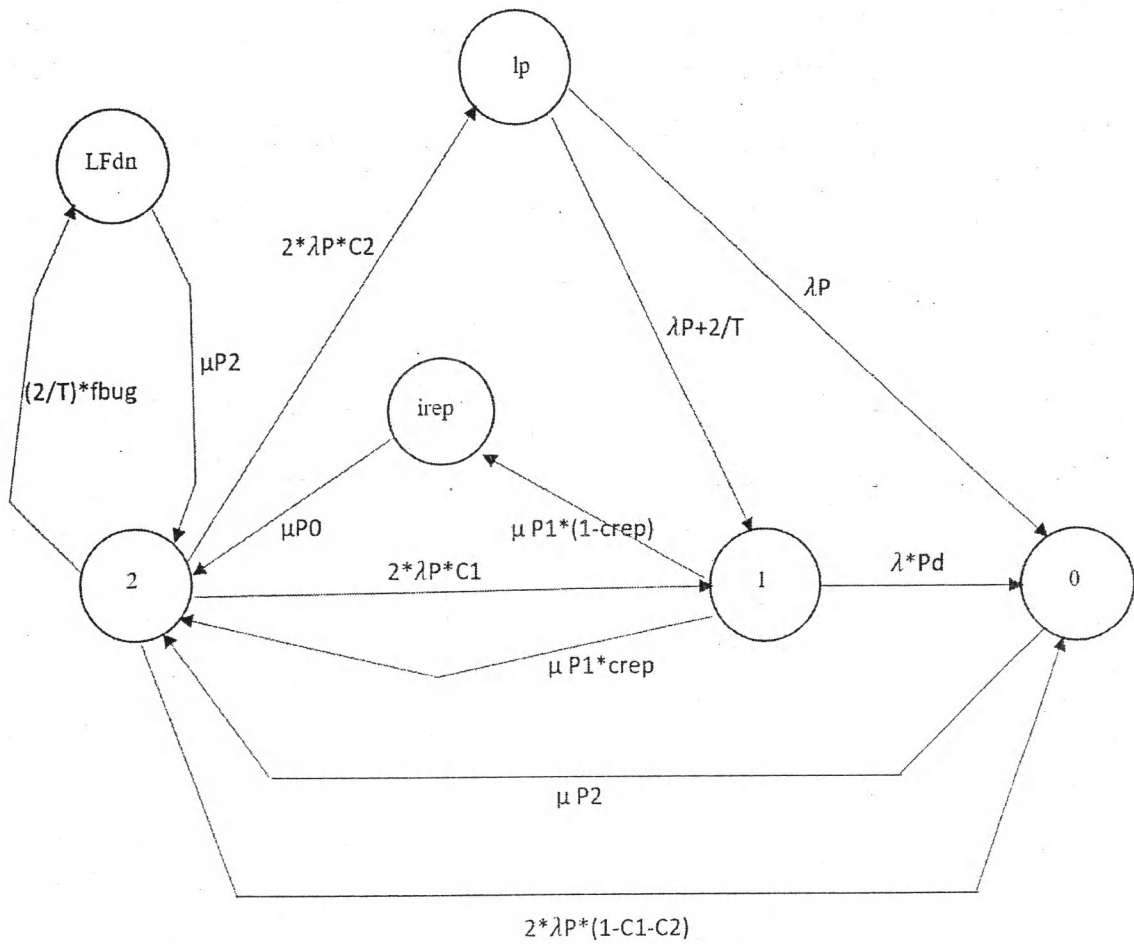 lp
LFdn
2*λP*C2
λP
λP+2/T
μP2
(2/T)*fbug
irep
μP0
μ P1*(1-crep)
2*λP*C1
λ*Pd
2
1
0
μ P1*crep
μ P2
2*λP*(1-C1-C2)